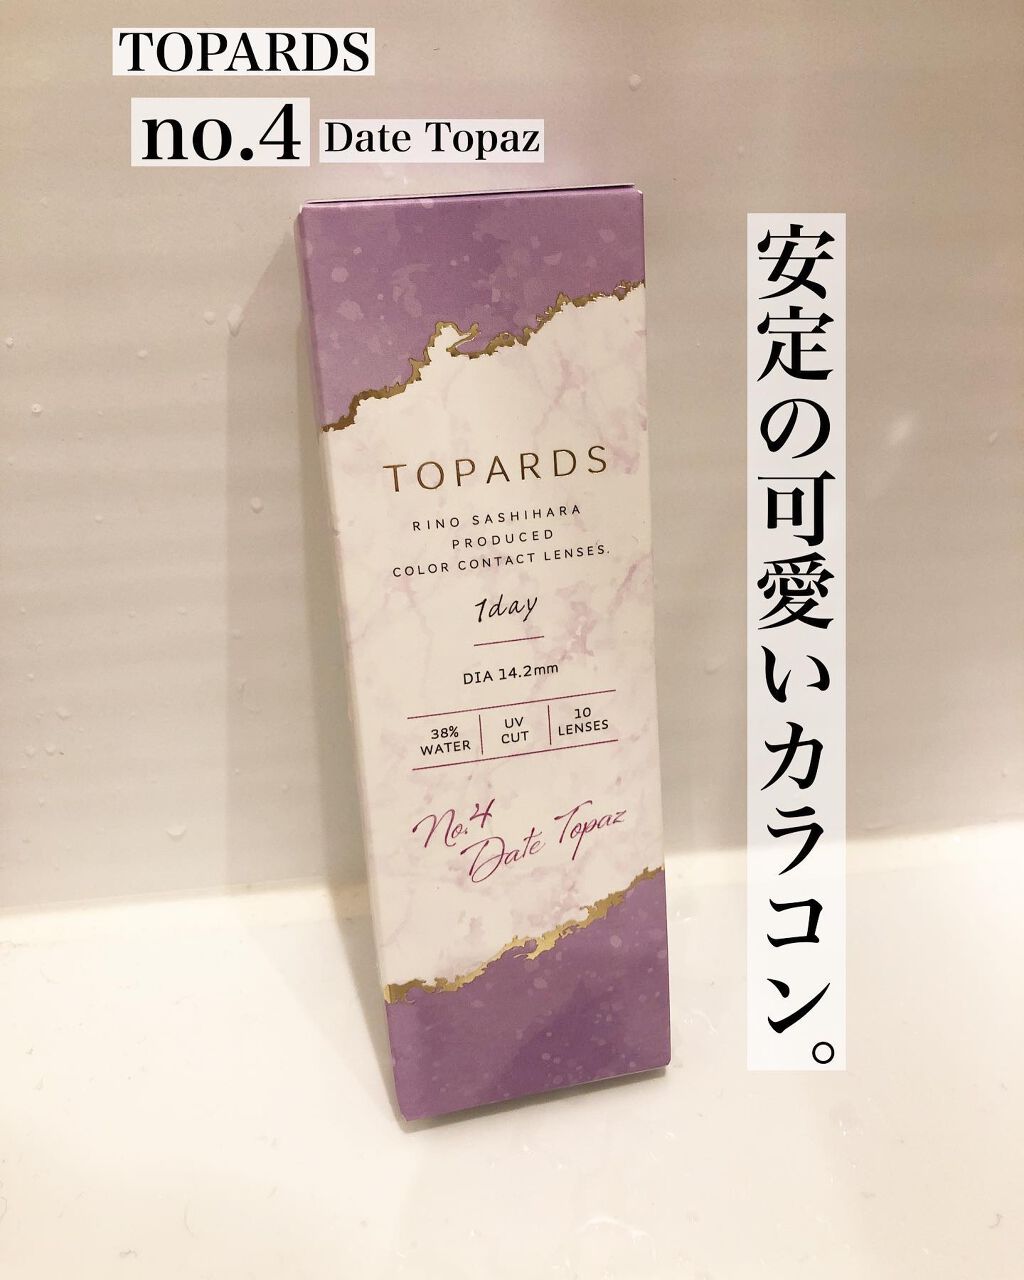 TOPARDS
no.4 Date Topaz
安定の可愛いカラコン。
TOPARDS
RINO SASHIHARA
PRODUCED
COLOR CONTACT LENSES.
1day
DIA 14.2mm
38% WATER
UV CUT
10 LENSES
No.4
Date Topaz